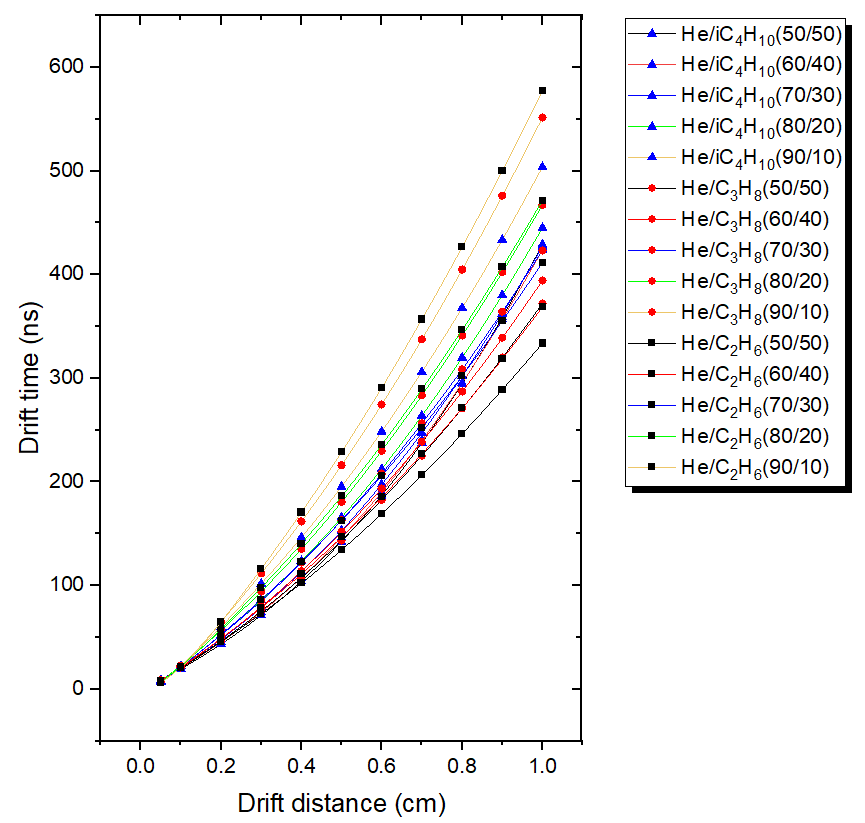 600
500
400
300
200
100
0
0.0 0.2 0.4 0.6 0.8 1.0
Drift time (ns)
Drift distance (cm)
He/iC₄H₁₀(50/50)
He/iC₄H₁₀(60/40)
He/iC₄H₁₀(70/30)
He/iC₄H₁₀(80/20)
He/iC₄H₁₀(90/10)
He/C₃H₈(50/50)
He/C₃H₈(60/40)
He/C₃H₈(70/30)
He/C₃H₈(80/20)
He/C₃H₈(90/10)
He/C₂H₆(50/50)
He/C₂H₆(60/40)
He/C₂H₆(70/30)
He/C₂H₆(80/20)
He/C₂H₆(90/10)